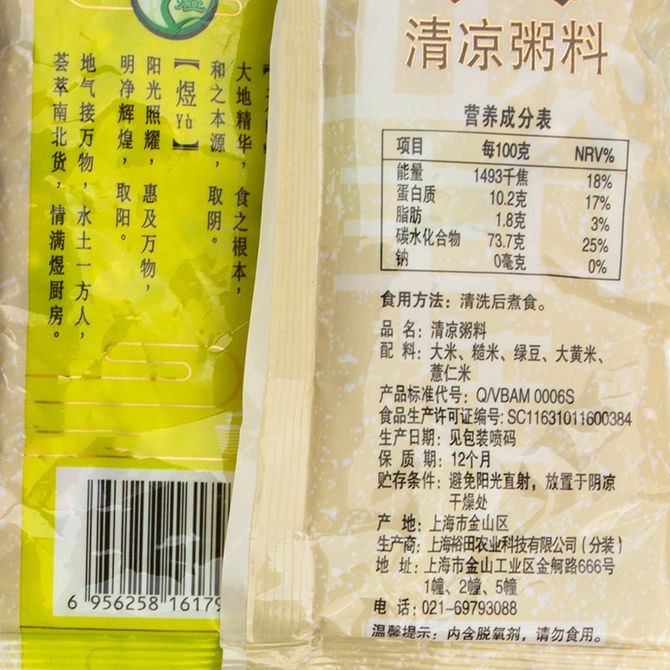 大地精华，食之根本，
和之本源，取阴。
【煜】
Yù
阳光照耀，惠及万物，
明净辉煌，取阳。
地气接万物，水土一方人，
荟萃南北货，情满煜厨房。
6 956258 16179
清凉粥料
营养成分表
项目 每100克 NRV%
能量 1493千焦 18%
蛋白质 10.2克 17%
脂肪 1.8克 3%
碳水化合物 73.7克 25%
钠 0毫克 0%
食用方法：清洗后煮食。
品 名：清凉粥料
配 料：大米、糙米、绿豆、大黄米、
薏仁米
产品标准代号：Q/VBAM 0006S
食品生产许可证编号：SC11631011600384
生产日期：见包装喷码
保 质 期：12个月
贮存条件：避免阳光直射，放置于阴凉
干燥处
产 地：上海市金山区
生产商：上海裕田农业科技有限公司（分装）
地 址：上海市金山工业区金舸路666号
1幢、2幢、5幢
电 话：021-69793088
温馨提示：内含脱氧剂，请勿食用。